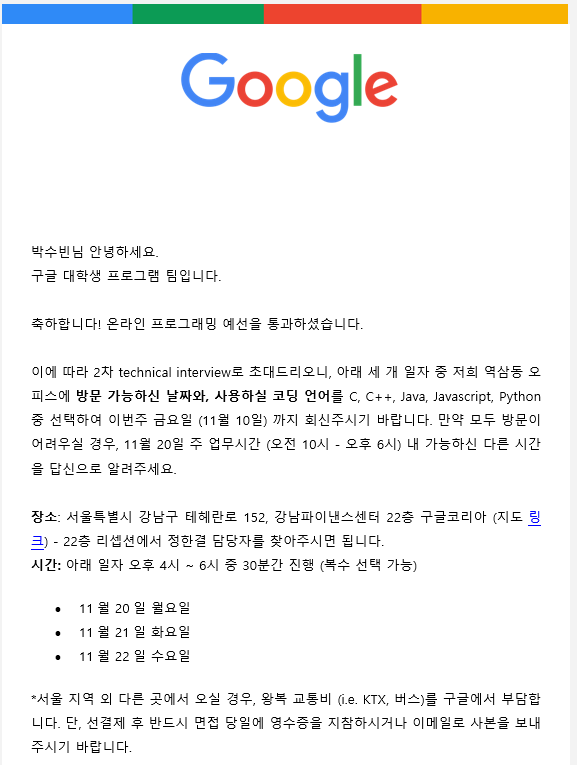 Google
박수빈님 안녕하세요.
구글 대학생 프로그램 팀입니다.
축하합니다! 온라인 프로그래밍 예선을 통과하셨습니다.
이에 따라 2차 technical interview로 초대드리오니, 아래 세 개 일자 중 저희 역삼동 오
피스에 방문 가능하신 날짜와, 사용하실 코딩 언어를 C, C++, Java, Javascript, Python
중 선택하여 이번주 금요일 (11월 10일) 까지 회신주시기 바랍니다. 만약 모두 방문이
어려우실 경우, 11월 20일 주 업무시간 (오전 10시 - 오후 6시) 내 가능하신 다른 시간
을 답신으로 알려주세요.
장소: 서울특별시 강남구 테헤란로 152, 강남파이낸스센터 22층 구글코리아 (지도 링
크) - 22층 리셉션에서 정한결 담당자를 찾아주시면 됩니다.
시간: 아래 일자 오후 4시 ~ 6시 중 30분간 진행 (복수 선택 가능)
• 11 월 20 일 월요일
• 11 월 21 일 화요일
• 11 월 22 일 수요일
*서울 지역 외 다른 곳에서 오실 경우, 왕복 교통비 (i.e. KTX, 버스)를 구글에서 부담합
니다. 단, 선결제 후 반드시 면접 당일에 영수증을 지참하시거나 이메일로 사본을 보내
주시기 바랍니다.